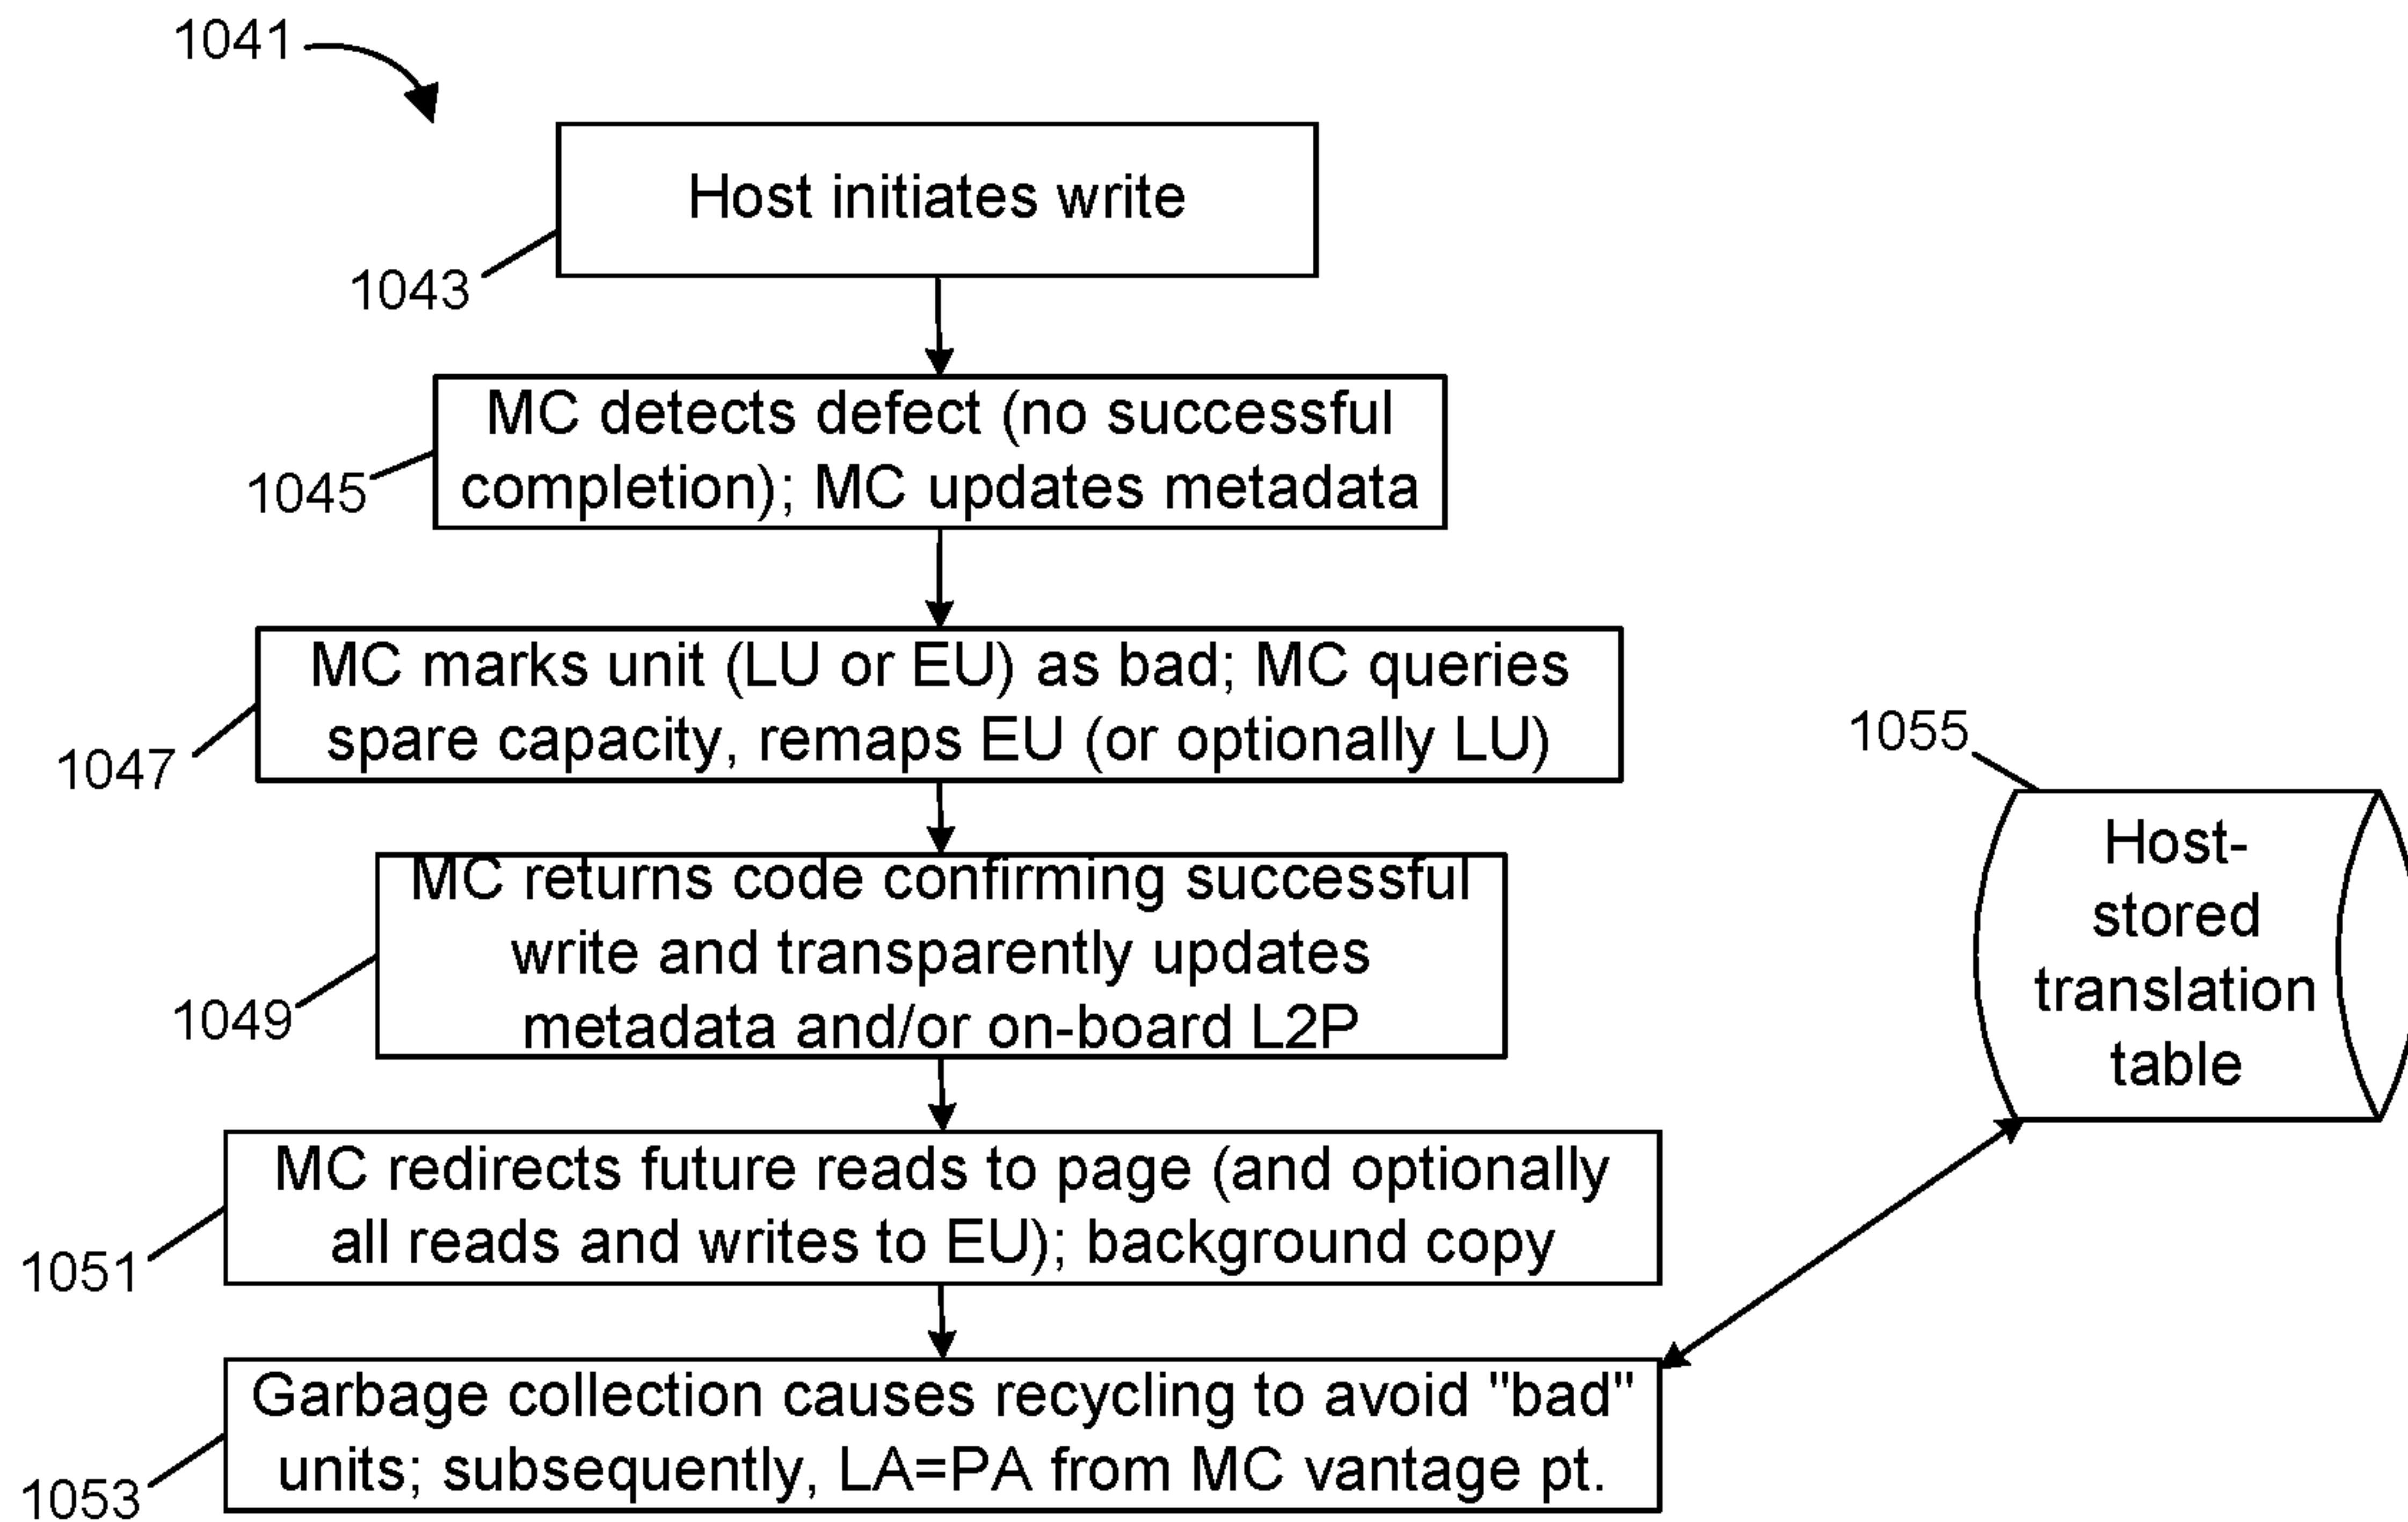 1041
Host initiates write
1043
MC detects defect (no successful
completion); MC updates metadata
1045
MC marks unit (LU or EU) as bad; MC queries
spare capacity, remaps EU (or optionally LU)
1047
MC returns code confirming successful
write and transparently updates
metadata and/or on-board L2P
1049
MC redirects future reads to page (and optionally
all reads and writes to EU); background copy
1051
Garbage collection causes recycling to avoid "bad"
units; subsequently, LA=PA from MC vantage pt.
1053
1055
Host-
stored
translation
table